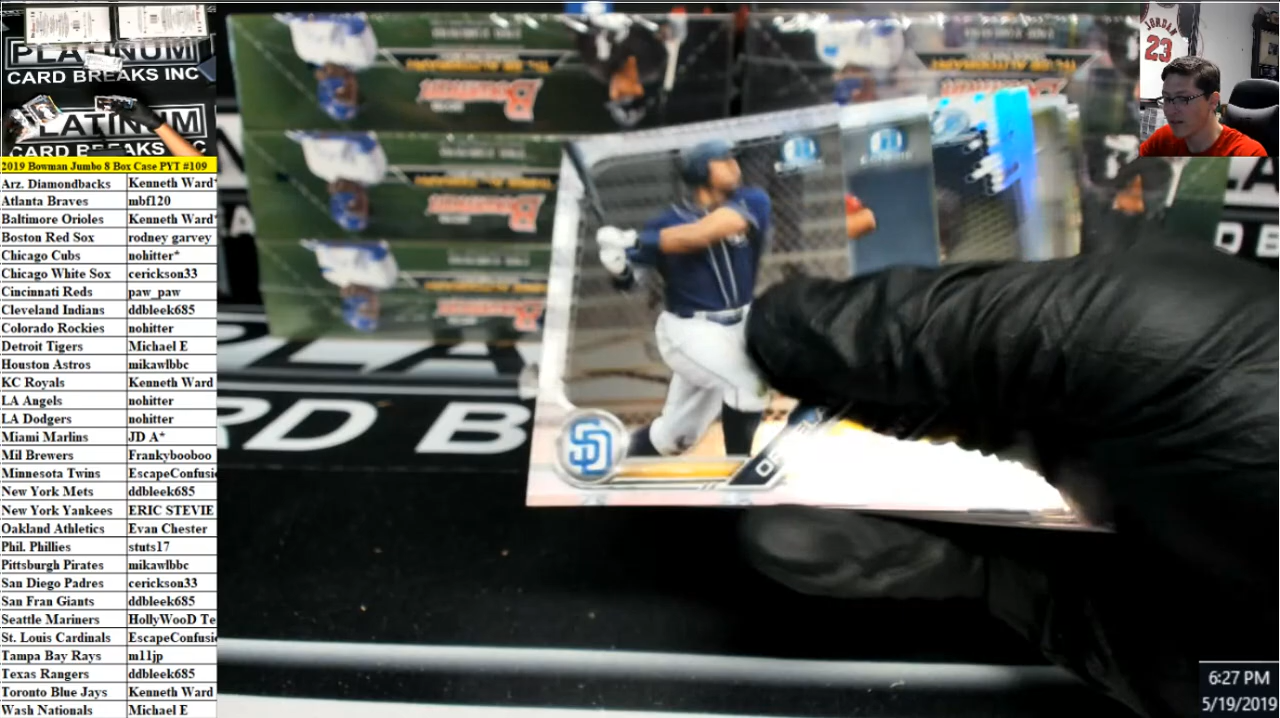 PLATINUM
CARD BREAKS INC
PLATINUM
CARD BREAKS INC
2019 Bowman Jumbo 8 Box Case PYT #109
Arz. Diamondbacks Kenneth Ward*
Atlanta Braves mbf120
Baltimore Orioles Kenneth Ward*
Boston Red Sox rodney garvey
Chicago Cubs nohitter*
Chicago White Sox cerickson33
Cincinnati Reds paw_paw
Cleveland Indians ddbleek685
Colorado Rockies nohitter
Detroit Tigers Michael E
Houston Astros mikawlbbc
KC Royals Kenneth Ward
LA Angels nohitter
LA Dodgers nohitter
Miami Marlins JD A*
Mil Brewers Frankybooboo
Minnesota Twins EscapeConfusi
New York Mets ddbleek685
New York Yankees ERIC STEVIE
Oakland Athletics Evan Chester
Phil. Phillies stuts17
Pittsburgh Pirates mikawlbbc
San Diego Padres cerickson33
San Fran Giants ddbleek685
Seattle Mariners HollyWooD Te
St. Louis Cardinals EscapeConfusi
Tampa Bay Rays m11jp
Texas Rangers ddbleek685
Toronto Blue Jays Kenneth Ward
Wash Nationals Michael E
Bowman
Bowman
Bowman
Bowman
SD
RD B
D B
JORDAN
23
6:27 PM
5/19/2019